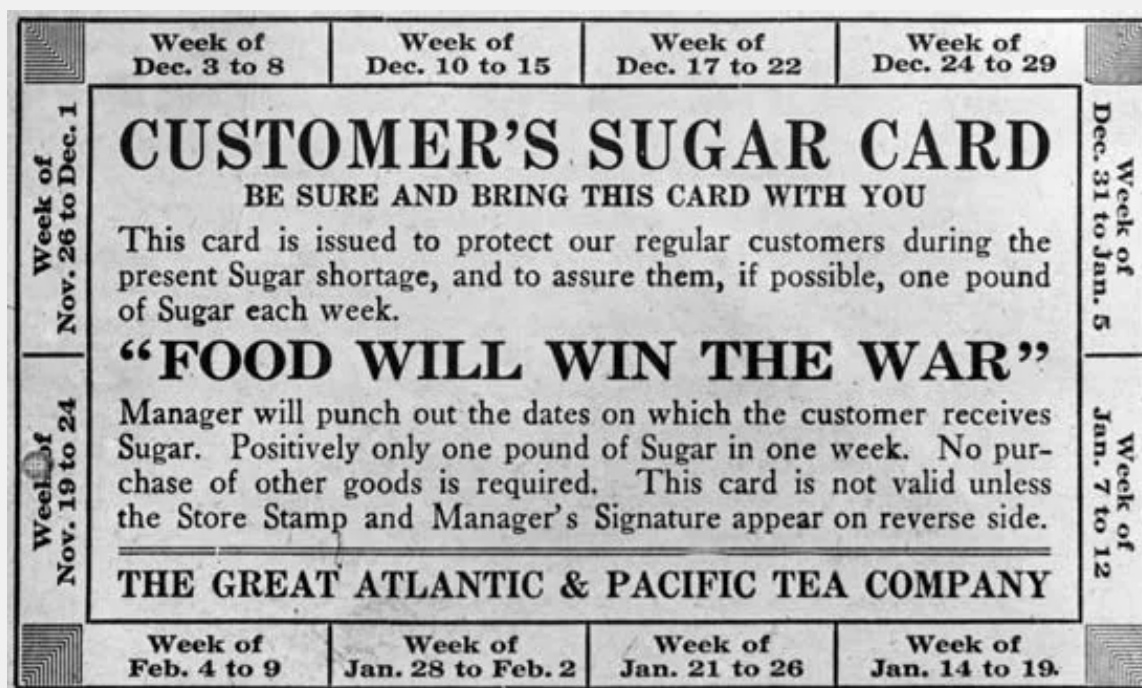 Week of
Dec. 3 to 8
Week of
Dec. 10 to 15
Week of
Dec. 17 to 22
Week of
Dec. 24 to 29
Week of
Dec. 31 to Jan. 5
Week of
Jan. 7 to 12
Week of
Nov. 26 to Dec. 1
Week of
Nov. 19 to 24
CUSTOMER'S SUGAR CARD
BE SURE AND BRING THIS CARD WITH YOU
This card is issued to protect our regular customers during the
present Sugar shortage, and to assure them, if possible, one pound
of Sugar each week.
"FOOD WILL WIN THE WAR"
Manager will punch out the dates on which the customer receives
Sugar. Positively only one pound of Sugar in one week. No pur-
chase of other goods is required. This card is not valid unless
the Store Stamp and Manager's Signature appear on reverse side.
THE GREAT ATLANTIC & PACIFIC TEA COMPANY
Week of
Feb. 4 to 9
Week of
Jan. 28 to Feb. 2
Week of
Jan. 21 to 26
Week of
Jan. 14 to 19.